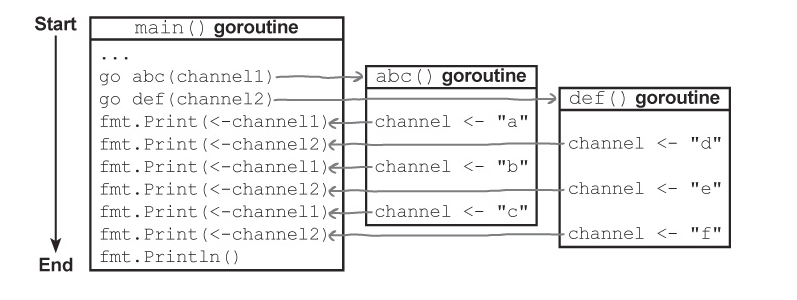 Start
main() goroutine
...
go abc(channel1)
go def(channel2)
fmt.Print(<-channel1)
fmt.Print(<-channel2)
fmt.Print(<-channel1)
fmt.Print(<-channel2)
fmt.Print(<-channel1)
fmt.Print(<-channel2)
fmt.Println()
End
abc() goroutine
channel <- "a"
channel <- "b"
channel <- "c"
def() goroutine
channel <- "d"
channel <- "e"
channel <- "f"